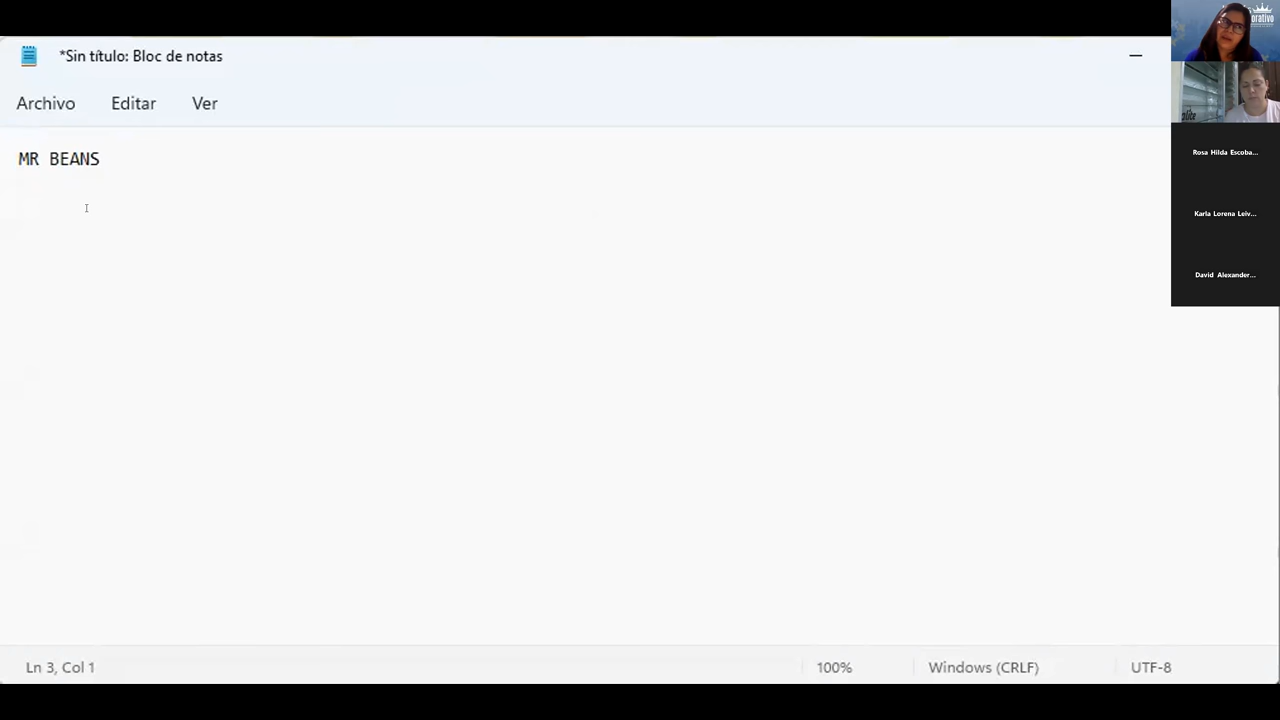 *Sin título: Bloc de notas
Archivo Editar Ver
MR BEANS
Ln 3, Col 1 100% Windows (CRLF) UTF-8
orativo
Rosa Hilda Escoba...
Karla Lorena Leiv...
David Alexander...